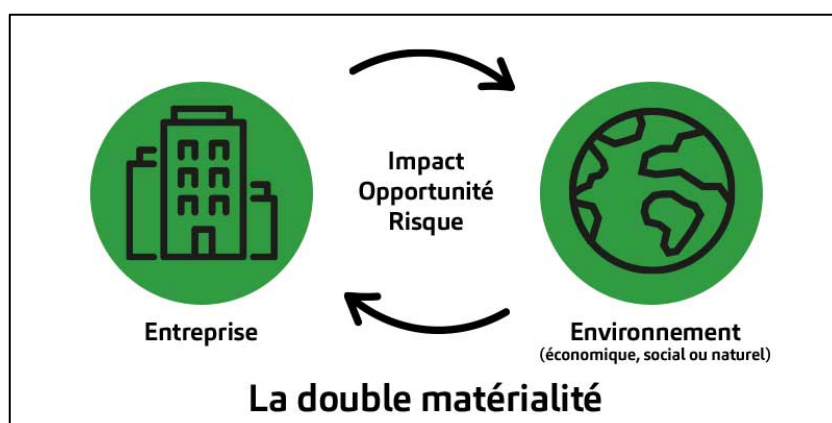 Impact
Opportunité
Risque
Entreprise
Environnement
(économique, social ou naturel)
La double matérialité